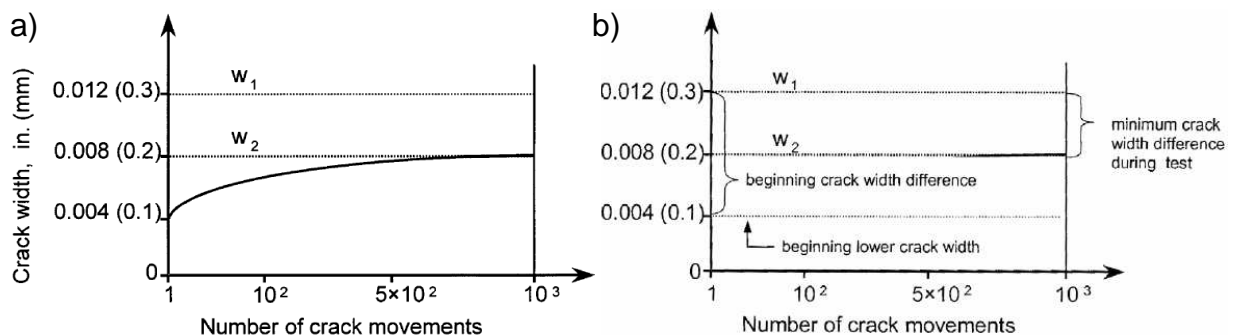 a)
Crack width, in. (mm)
0.012 (0.3)
0.008 (0.2)
0.004 (0.1)
0
w1
w2
1 10² 5×10² 10³
Number of crack movements
b)
0.012 (0.3)
0.008 (0.2)
0.004 (0.1)
0
w1
w2
minimum crack
width difference
during test
beginning crack width difference
beginning lower crack width
1 10² 5×10² 10³
Number of crack movements